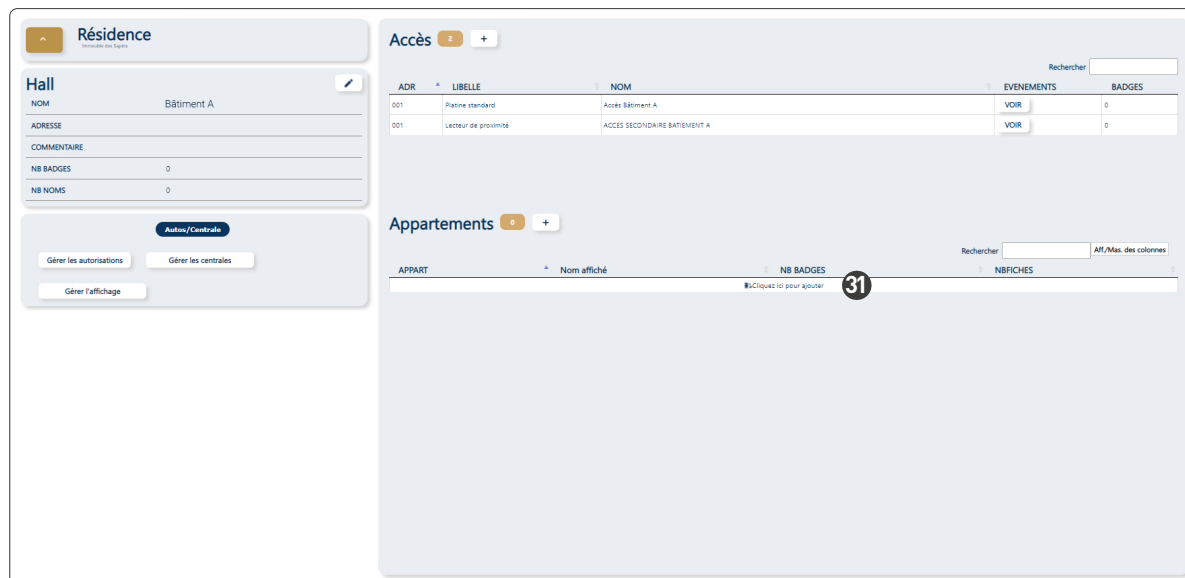 Résidence
Immeuble des Sapins
Hall
NOM Bâtiment A
ADRESSE
COMMENTAIRE
NB BADGES 0
NB NOMS 0
Autos/Centrale
Gérer les autorisations Gérer les centrales
Gérer l'affichage
Accès 2 +
Rechercher
ADR LIBELLE NOM EVENEMENTS BADGES
001 Platine standard Accès Bâtiment A VOIR 0
001 Lecteur de proximité ACCES SECONDAIRE BATIEMENT A VOIR 0
Appartements 0 +
Rechercher Aff./Mas. des colonnes
APPART Nom affiché NB BADGES NBFICHES
Cliquez ici pour ajouter 31